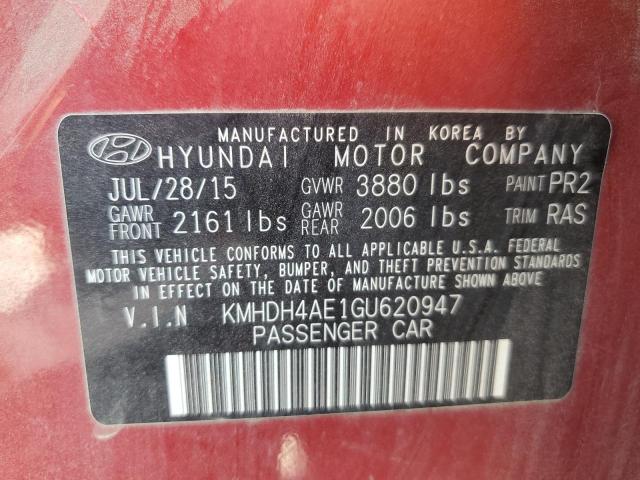 MANUFACTURED IN KOREA BY
HYUNDAI MOTOR COMPANY
JUL/28/15 GVWR 3880 lbs PAINT PR2
GAWR FRONT 2161 lbs GAWR REAR 2006 lbs TRIM RAS
THIS VEHICLE CONFORMS TO ALL APPLICABLE U.S.A. FEDERAL
MOTOR VEHICLE SAFETY, BUMPER, AND THEFT PREVENTION STANDARDS
IN EFFECT ON THE DATE OF MANUFACTURE SHOWN ABOVE.
V.I.N KMHDH4AE1GU620947
PASSENGER CAR